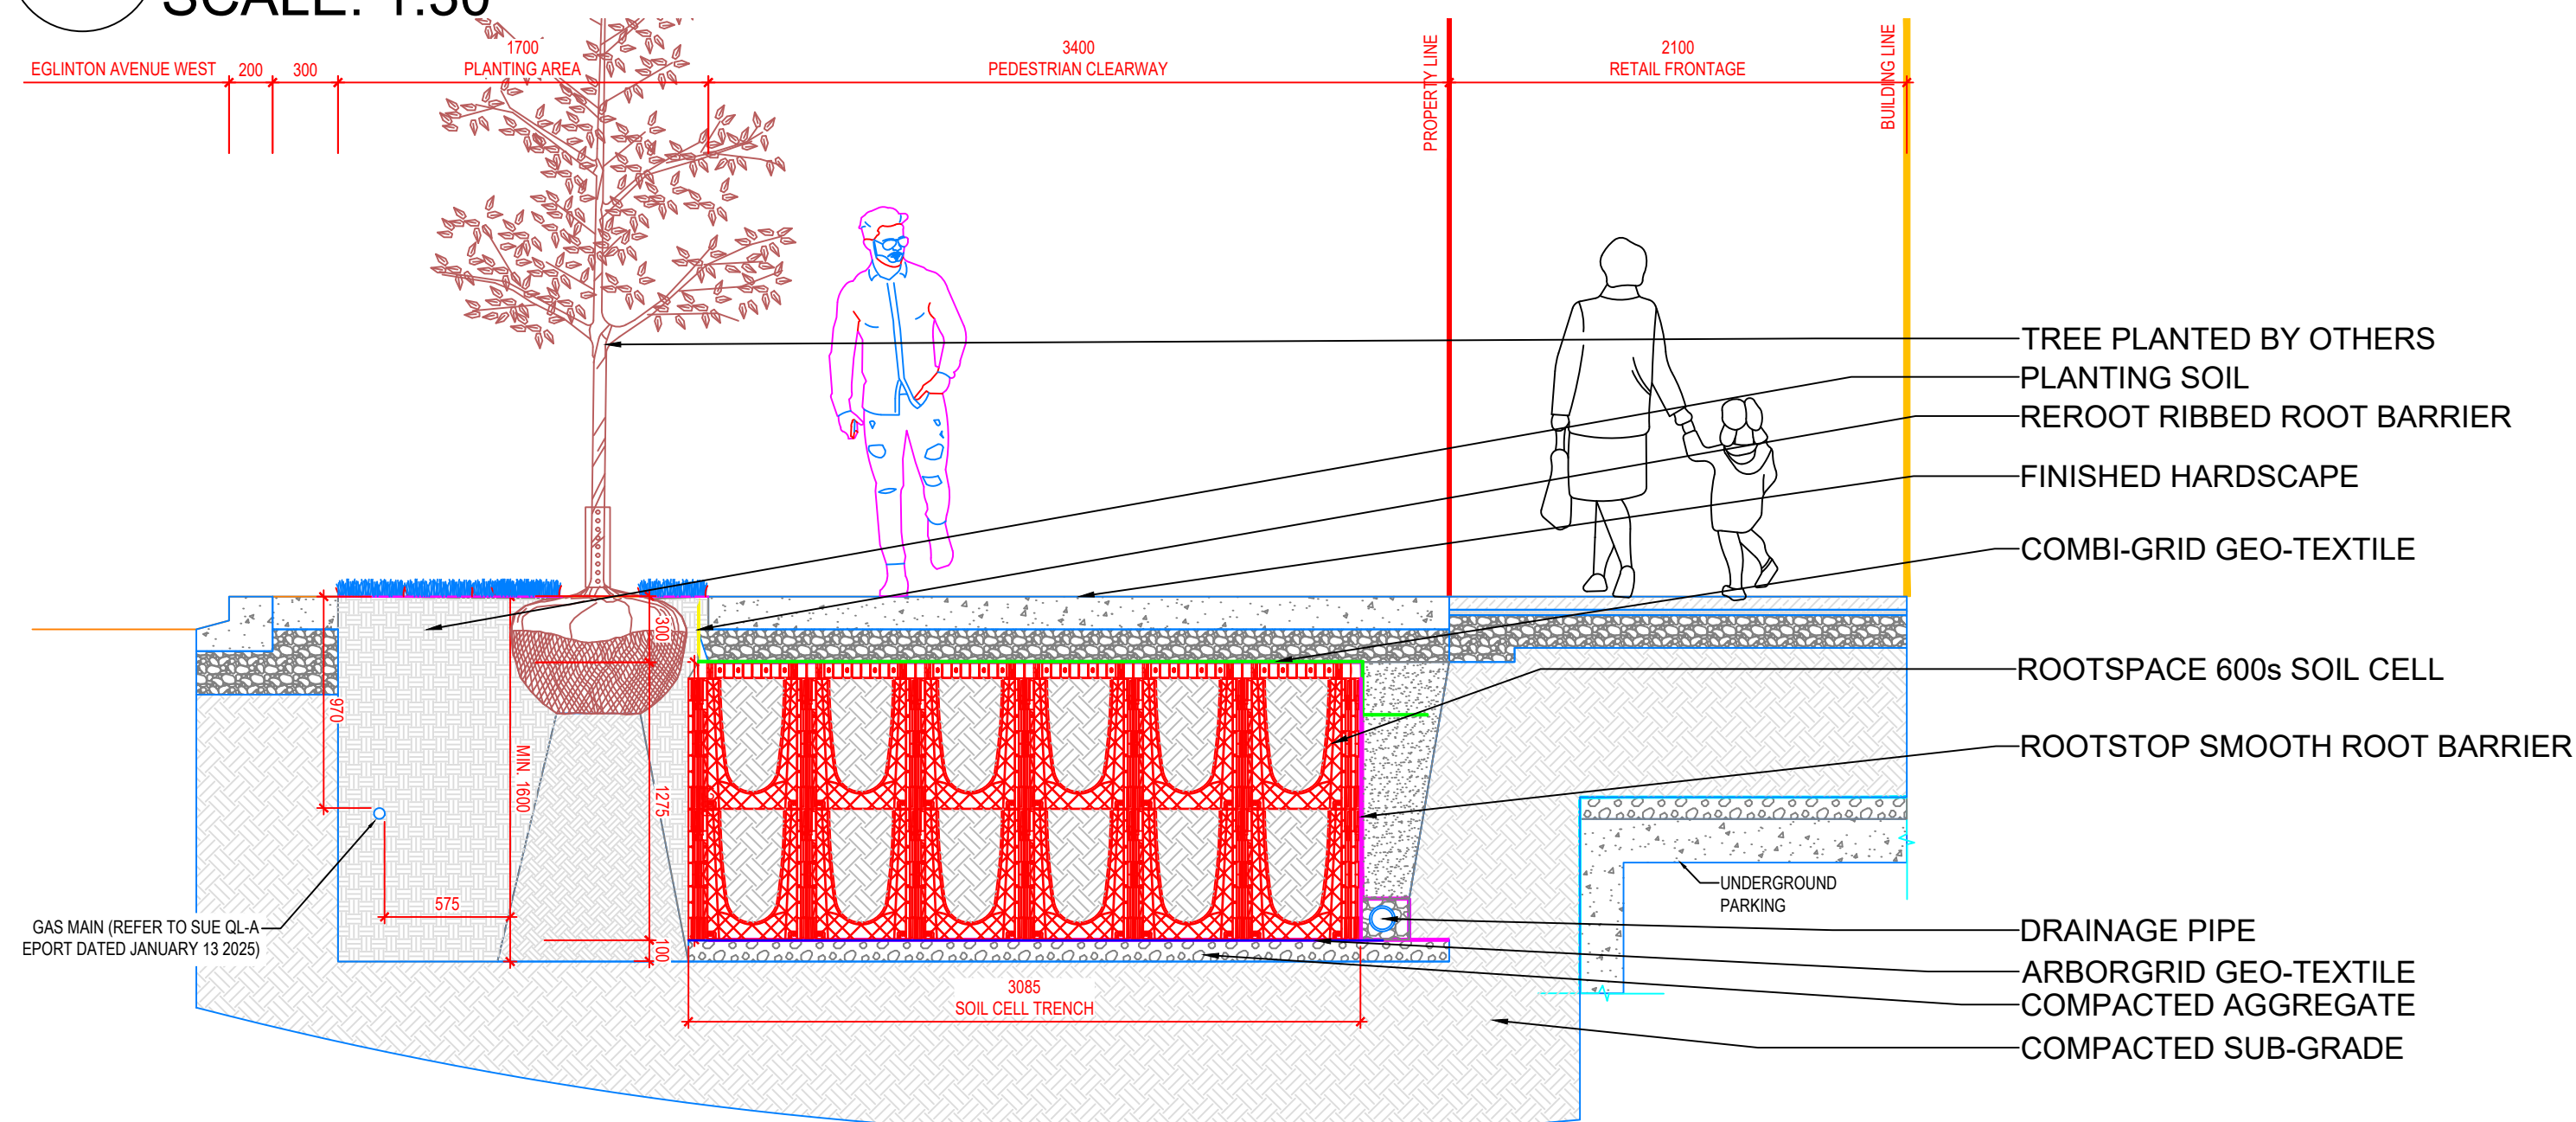 SCALE: 1:30
EGLINTON AVENUE WEST
200
300
1700
PLANTING AREA
3400
PEDESTRIAN CLEARWAY
PROPERTY LINE
2100
RETAIL FRONTAGE
BUILDING LINE
TREE PLANTED BY OTHERS
PLANTING SOIL
REROOT RIBBED ROOT BARRIER
FINISHED HARDSCAPE
COMBI-GRID GEO-TEXTILE
ROOTSPACE 600s SOIL CELL
ROOTSTOP SMOOTH ROOT BARRIER
300
970
MIN. 1600
1275
575
100
GAS MAIN (REFER TO SUE QL-A
EPORT DATED JANUARY 13 2025)
UNDERGROUND
PARKING
3085
SOIL CELL TRENCH
DRAINAGE PIPE
ARBORGRID GEO-TEXTILE
COMPACTED AGGREGATE
COMPACTED SUB-GRADE